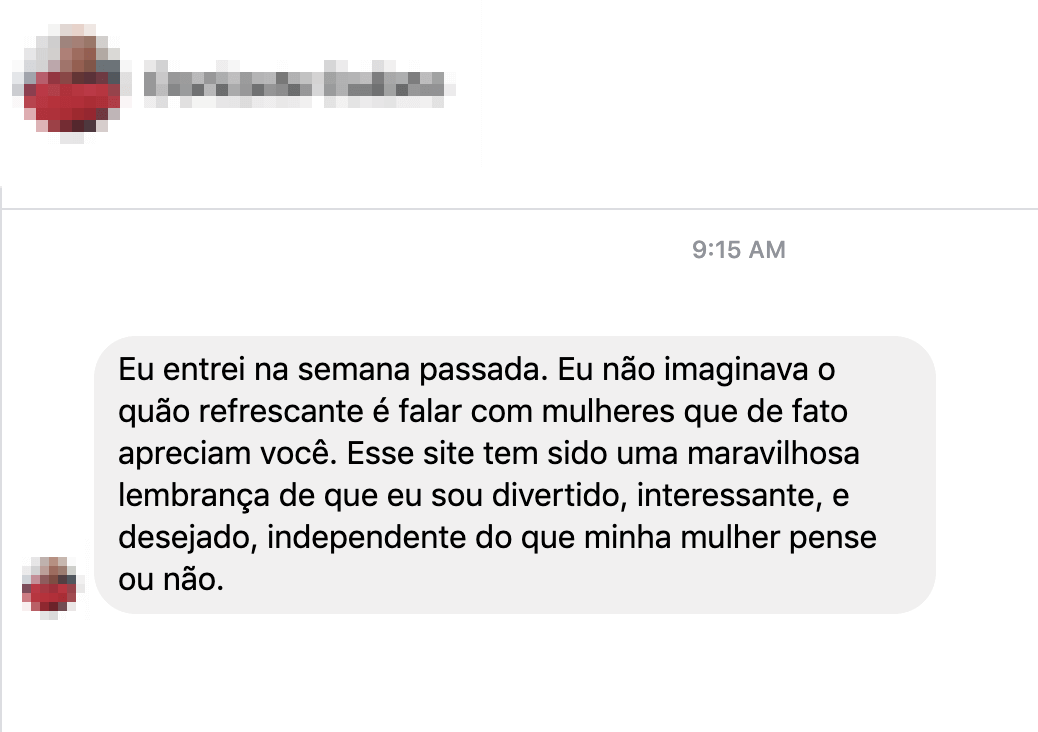 9:15 AM
Eu entrei na semana passada. Eu não imaginava o
quão refrescante é falar com mulheres que de fato
apreciam você. Esse site tem sido uma maravilhosa
lembrança de que eu sou divertido, interessante, e
desejado, independente do que minha mulher pense
ou não.